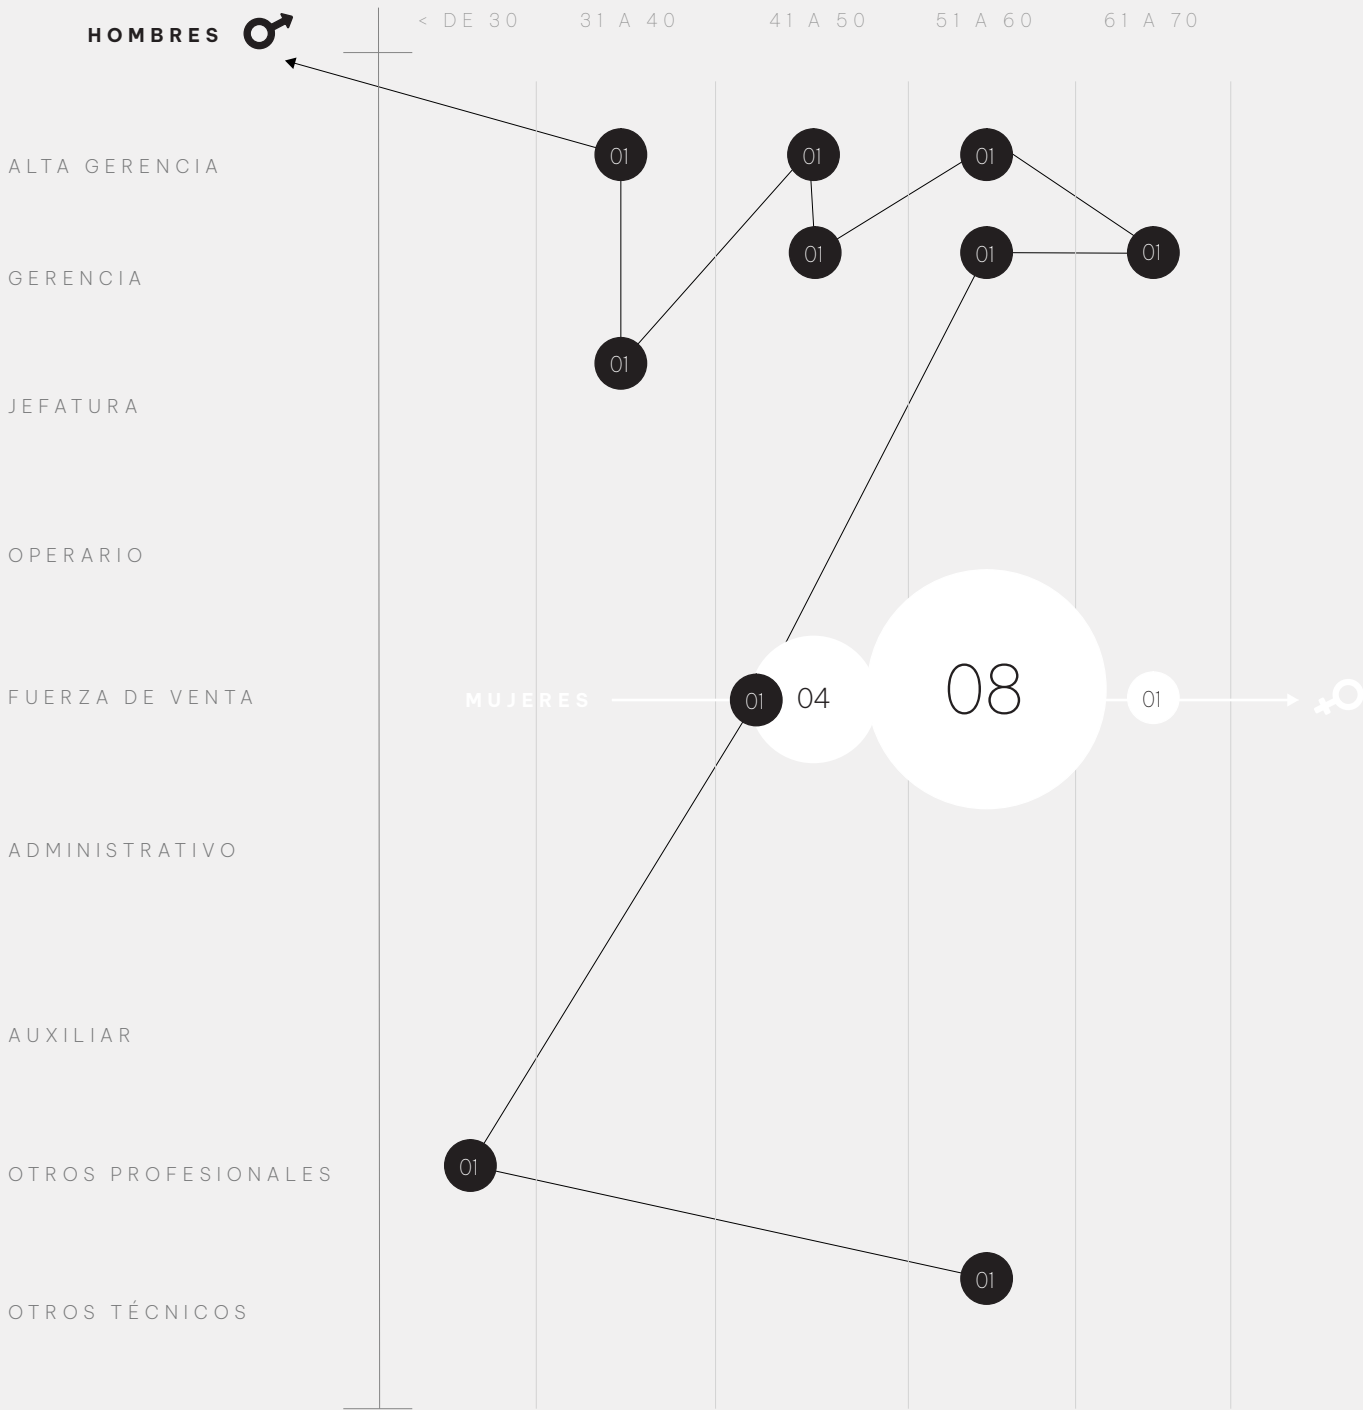 HOMBRES
< DE 30 31 A 40 41 A 50 51 A 60 61 A 70
ALTA GERENCIA 01 01 01
GERENCIA 01 01 01
JEFATURA 01
OPERARIO
FUERZA DE VENTA MUJERES 01 04 08 01
ADMINISTRATIVO
AUXILIAR
OTROS PROFESIONALES 01
OTROS TÉCNICOS 01